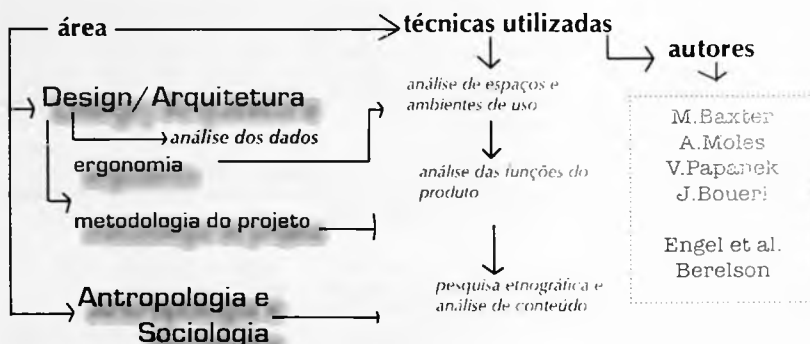 área
técnicas utilizadas
autores
Design/Arquitetura
análise dos dados
ergonomia
metodologia do projeto
Antropologia e
Sociologia
análise de espaços e
ambientes de uso
análise das funções do
produto
pesquisa etnográfica e
análise de conteúdo
M.Baxter
A.Moles
V.Papanek
J.Boueri
Engel et al.
Berelson